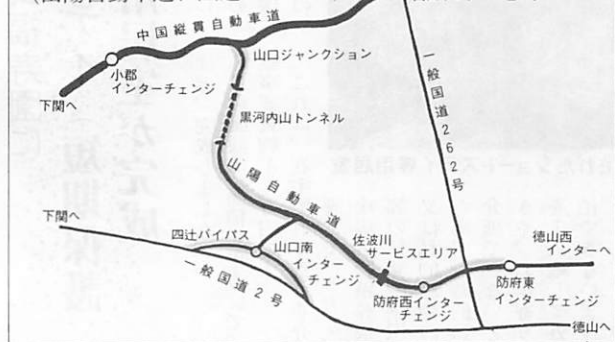 中国縦貫自動車道
山口ジャンクション
小郡
インターチェンジ
下関へ
黒河内山トンネル
一般国道262号
山陽自動車道
下関へ
四辻バイパス
山口南
インター
チェンジ
佐波川
サービスエリア
徳山西
インターへ
一般国道2号
防府西インター
チェンジ
防府東
インターチェンジ
徳山へ